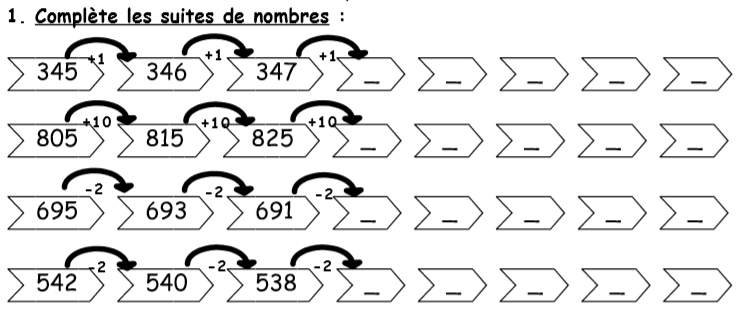 1. Complète les suites de nombres :
+1 +1 +1
345 346 347 _ _ _ _ _
+10 +10 +10
805 815 825 _ _ _ _ _
-2 -2 -2
695 693 691 _ _ _ _ _
-2 -2 -2
542 540 538 _ _ _ _ _